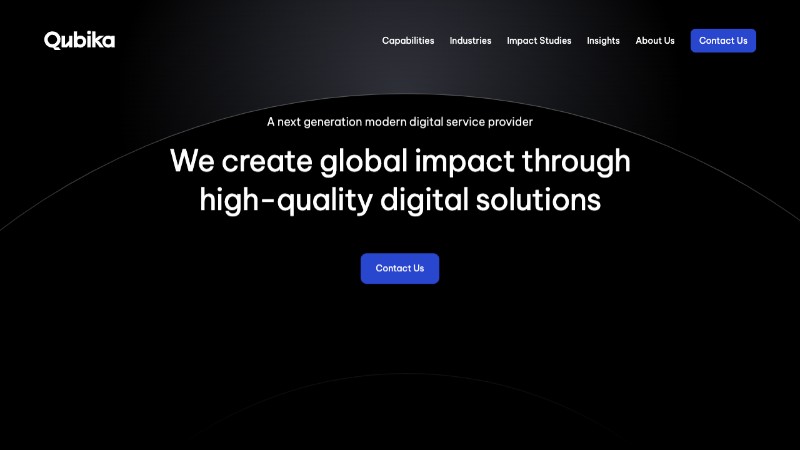 Qubika
Capabilities
Industries
Impact Studies
Insights
About Us
Contact Us
A next generation modern digital service provider
We create global impact through
high-quality digital solutions
Contact Us